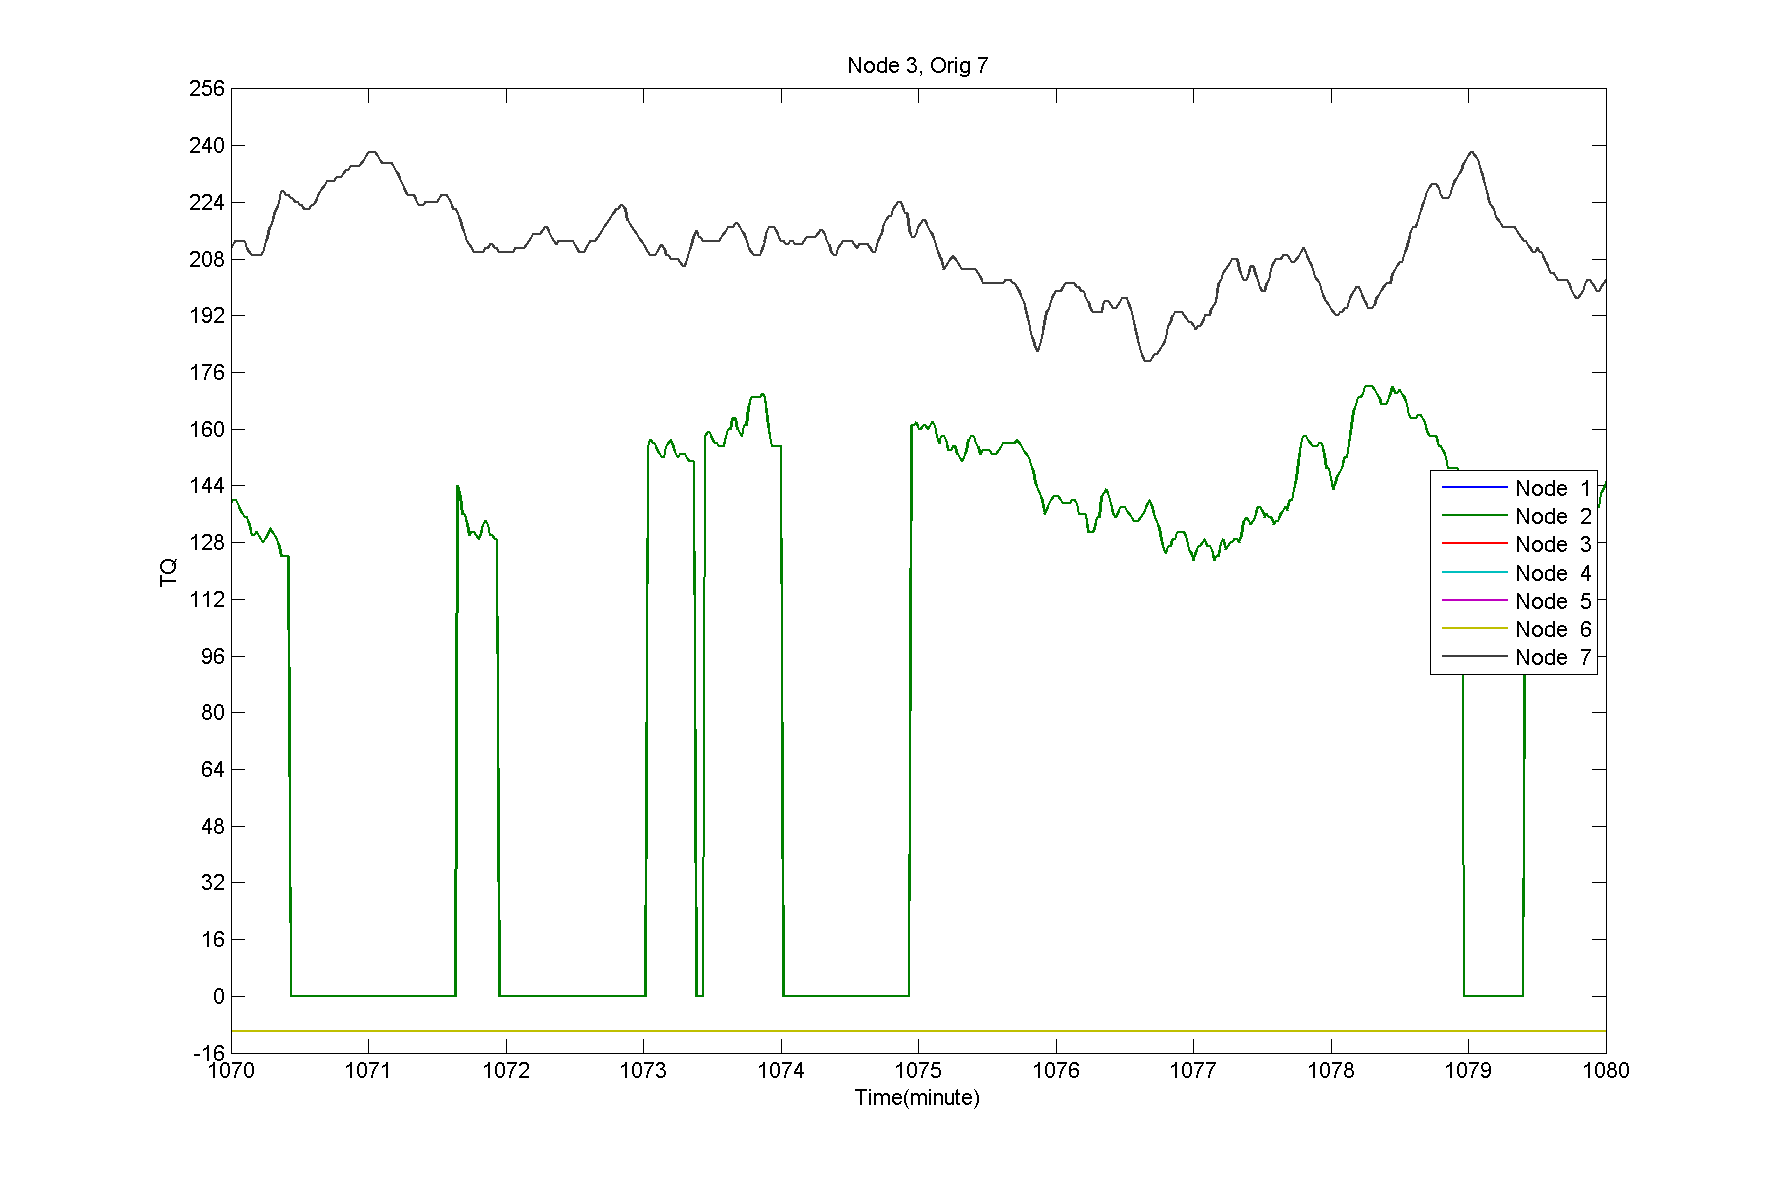 Node 3, Orig 7
256
240
224
208
192
176
160
144
128
112
96
80
64
48
32
16
0
-16
TQ
Node 1
Node 2
Node 3
Node 4
Node 5
Node 6
Node 7
1070 1071 1072 1073 1074 1075 1076 1077 1078 1079 1080
Time(minute)